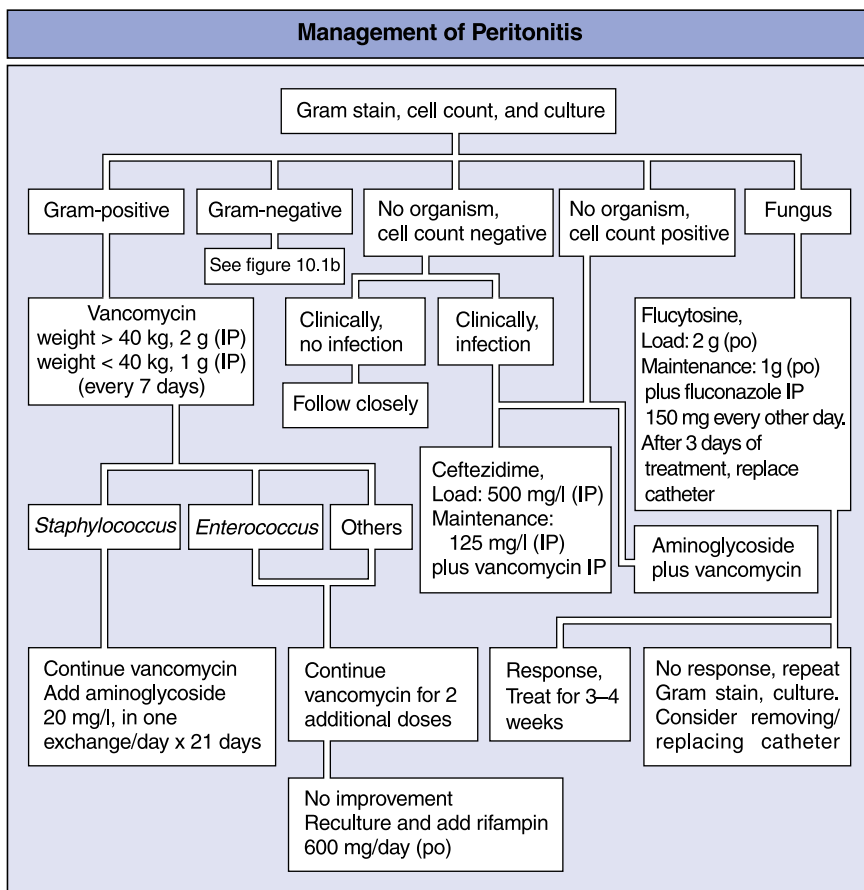 Management of Peritonitis
Gram stain, cell count, and culture
Gram-positive
Gram-negative
No organism,
cell count negative
No organism,
cell count positive
Fungus
See figure 10.1b
Vancomycin
weight > 40 kg, 2 g (IP)
weight < 40 kg, 1 g (IP)
(every 7 days)
Clinically,
no infection
Clinically,
infection
Flucytosine,
Load: 2 g (po)
Maintenance: 1g (po)
plus fluconazole IP
150 mg every other day.
After 3 days of
treatment, replace
catheter
Follow closely
Ceftezidime,
Load: 500 mg/l (IP)
Maintenance:
125 mg/l (IP)
plus vancomycin IP
Staphylococcus
Enterococcus
Others
Aminoglycoside
plus vancomycin
Continue vancomycin
Add aminoglycoside
20 mg/l, in one
exchange/day x 21 days
Continue
vancomycin for 2
additional doses
Response,
Treat for 3–4
weeks
No response, repeat
Gram stain, culture.
Consider removing/
replacing catheter
No improvement
Reculture and add rifampin
600 mg/day (po)